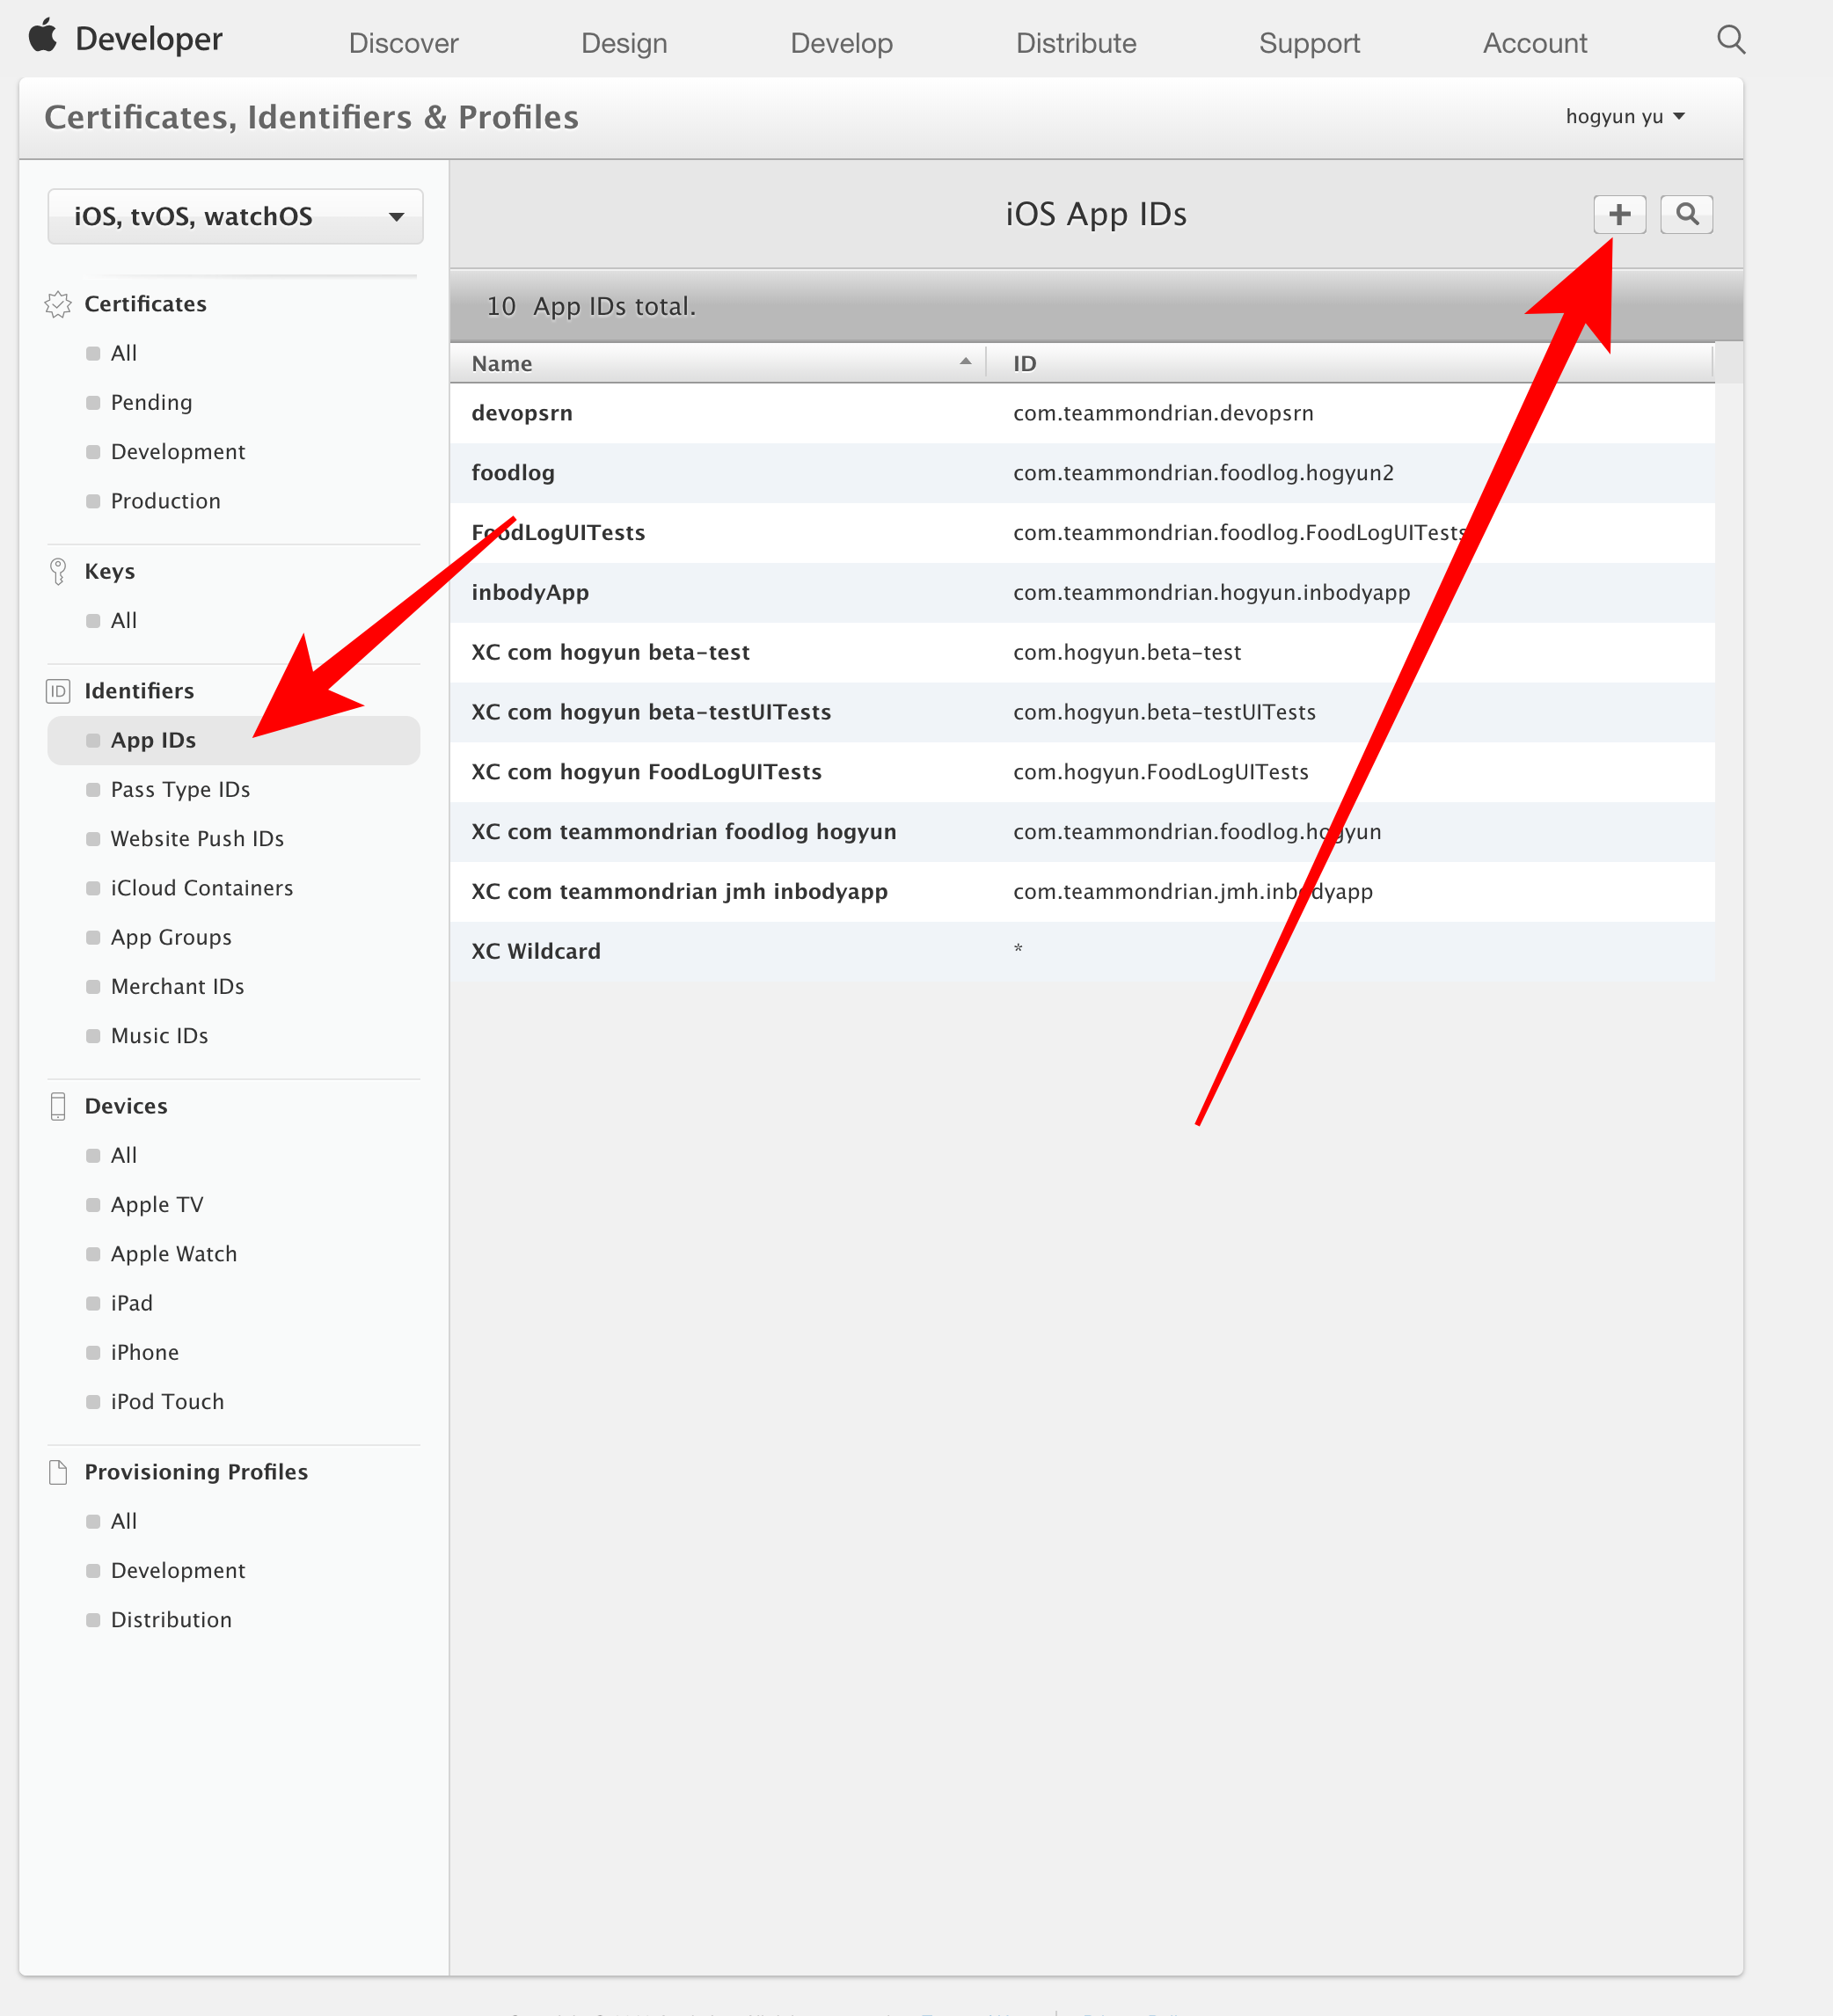 Developer
Discover
Design
Develop
Distribute
Support
Account
Certificates, Identifiers & Profiles
hogyun yu
iOS, tvOS, watchOS
Certificates
All
Pending
Development
Production
Keys
All
ID Identifiers
App IDs
Pass Type IDs
Website Push IDs
iCloud Containers
App Groups
Merchant IDs
Music IDs
Devices
All
Apple TV
Apple Watch
iPad
iPhone
iPod Touch
Provisioning Profiles
All
Development
Distribution
iOS App IDs
10 App IDs total.
Name ID
devopsrn com.teammondrian.devopsrn
foodlog com.teammondrian.foodlog.hogyun2
FoodLogUITests com.teammondrian.foodlog.FoodLogUITests
inbodyApp com.teammondrian.hogyun.inbodyapp
XC com hogyun beta-test com.hogyun.beta-test
XC com hogyun beta-testUITests com.hogyun.beta-testUITests
XC com hogyun FoodLogUITests com.hogyun.FoodLogUITests
XC com teammondrian foodlog hogyun com.teammondrian.foodlog.hogyun
XC com teammondrian jmh inbodyapp com.teammondrian.jmh.inbodyapp
XC Wildcard *